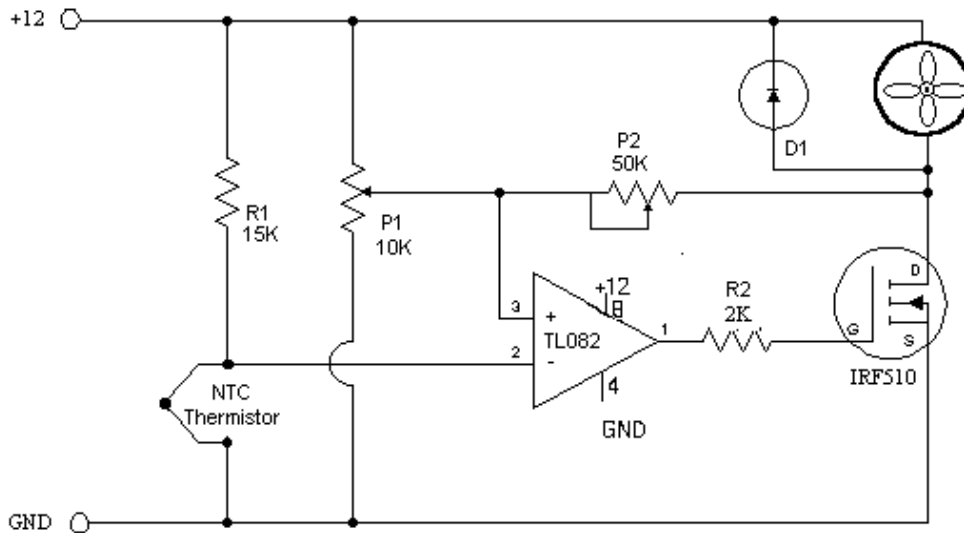 +12
P2
50K
D1
R1
15K
P1
10K
+12
8
R2
2K
D
3
+
TL082
1
G
S
2
-
IRF510
4
NTC
Thermistor
GND
GND